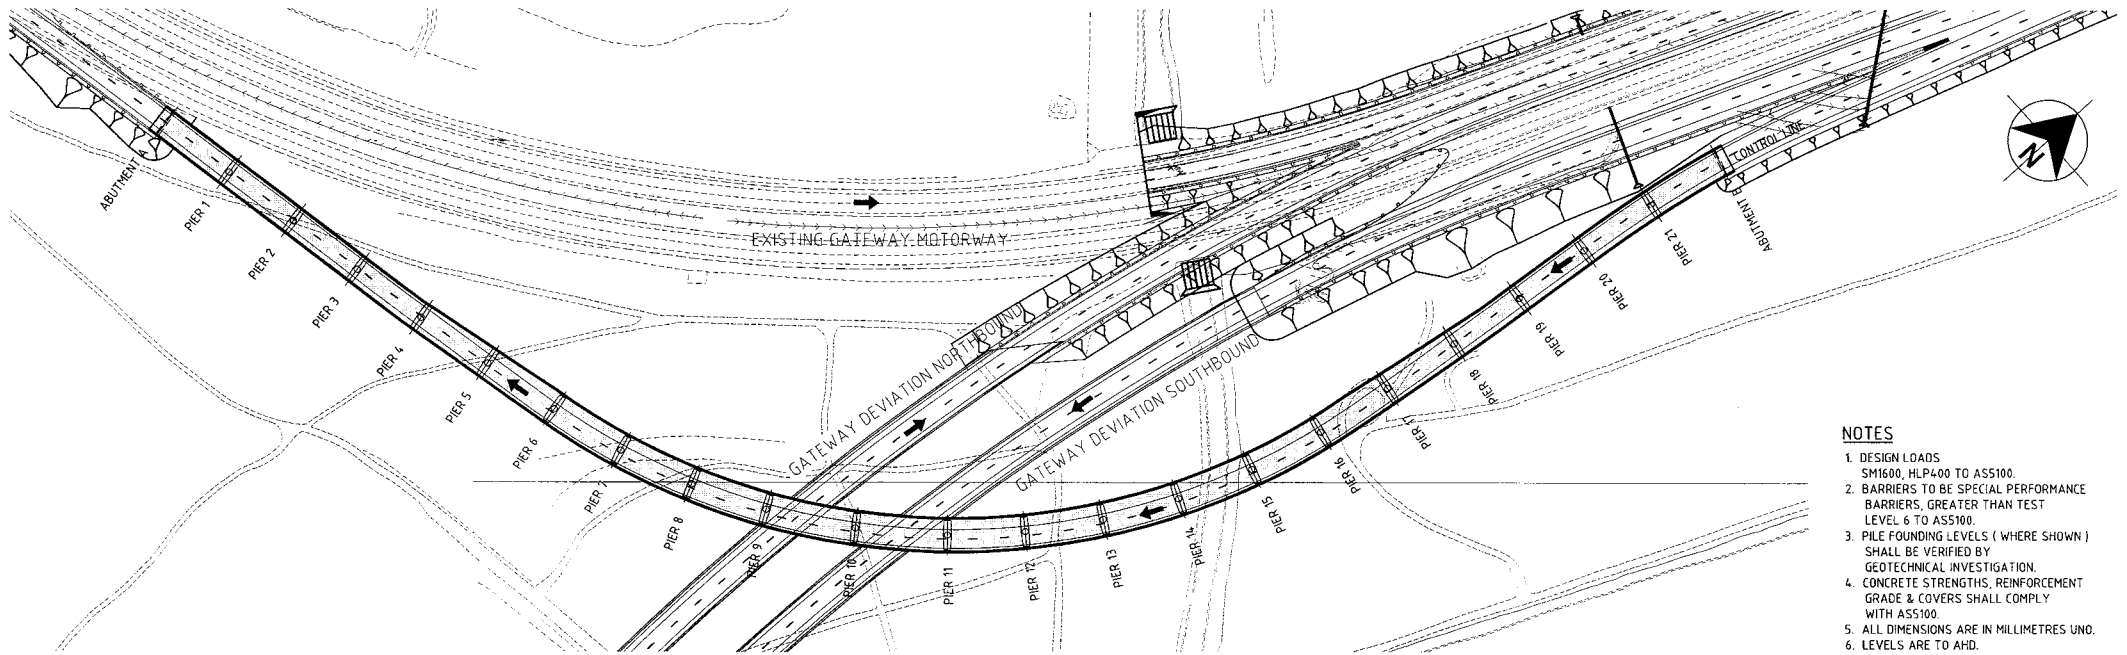 ABUTMENT A
PIER 1
PIER 2
PIER 3
PIER 4
PIER 5
PIER 6
PIER 7
PIER 8
PIER 9
PIER 10
PIER 11
PIER 12
PIER 13
PIER 14
PIER 15
PIER 16
PIER 17
PIER 18
PIER 19
PIER 20
PIER 21
ABUTMENT B
CONTROL LINE
EXISTING GATEWAY MOTORWAY
GATEWAY DEVIATION NORTHBOUND
GATEWAY DEVIATION SOUTHBOUND
N
NOTES
1. DESIGN LOADS
SM1600, HLP400 TO AS5100.
2. BARRIERS TO BE SPECIAL PERFORMANCE
BARRIERS, GREATER THAN TEST
LEVEL 6 TO AS5100.
3. PILE FOUNDING LEVELS ( WHERE SHOWN )
SHALL BE VERIFIED BY
GEOTECHNICAL INVESTIGATION.
4. CONCRETE STRENGTHS, REINFORCEMENT
GRADE & COVERS SHALL COMPLY
WITH AS5100.
5. ALL DIMENSIONS ARE IN MILLIMETRES UNO.
6. LEVELS ARE TO AHD.